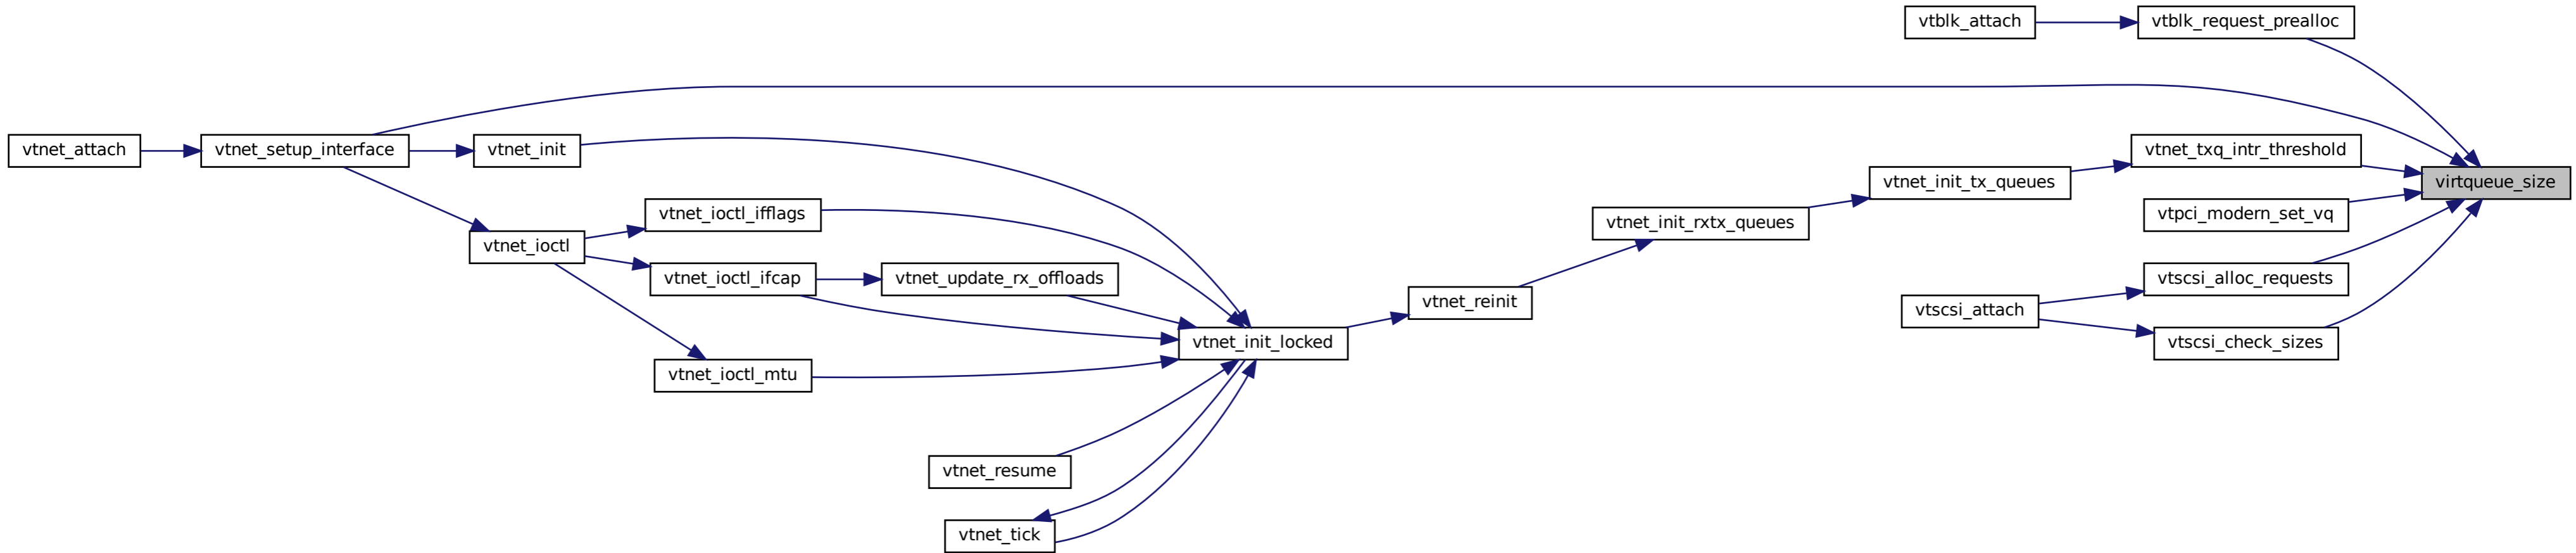 vtblk_attach
vtblk_request_prealloc
vtnet_attach
vtnet_setup_interface
vtnet_init
vtnet_txq_intr_threshold
vtnet_init_tx_queues
virtqueue_size
vtnet_ioctl_ifflags
vtnet_init_rxtx_queues
vtpci_modern_set_vq
vtnet_ioctl
vtnet_ioctl_ifcap
vtnet_update_rx_offloads
vtscsi_alloc_requests
vtnet_reinit
vtscsi_attach
vtnet_init_locked
vtscsi_check_sizes
vtnet_ioctl_mtu
vtnet_resume
vtnet_tick